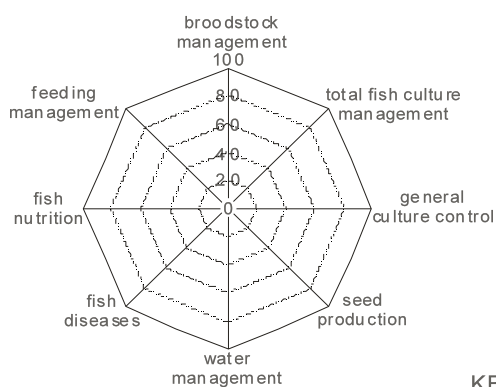 broodstock
management
100
feeding
management
80
total fish culture
management
60
40
20
fish
nutrition
0
general
culture control
fish
diseases
seed
production
water
management